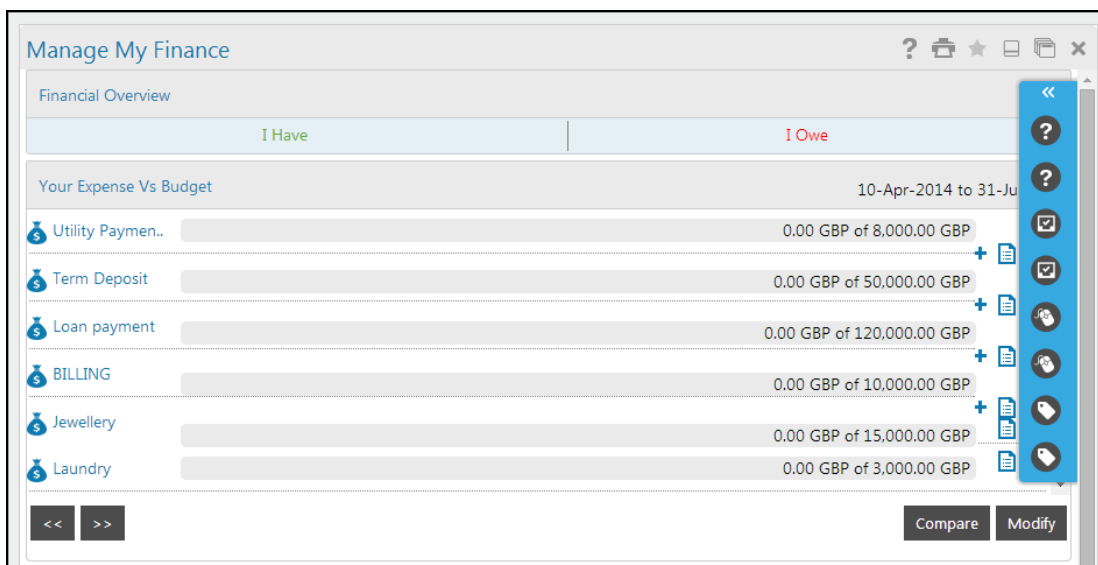 Manage My Finance
Financial Overview
I Have I Owe
Your Expense Vs Budget 10-Apr-2014 to 31-Ju
Utility Paymen.. 0.00 GBP of 8,000.00 GBP
Term Deposit 0.00 GBP of 50,000.00 GBP
Loan payment 0.00 GBP of 120,000.00 GBP
BILLING 0.00 GBP of 10,000.00 GBP
Jewellery 0.00 GBP of 15,000.00 GBP
Laundry 0.00 GBP of 3,000.00 GBP
<< >> Compare Modify